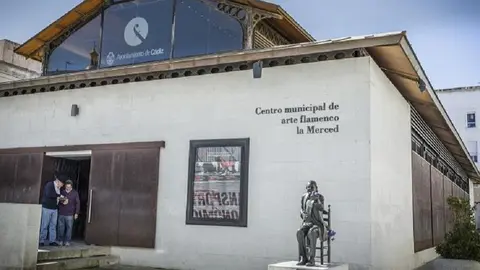 Ayuntamiento de Cádiz
Centro municipal de
arte flamenco
la Merced